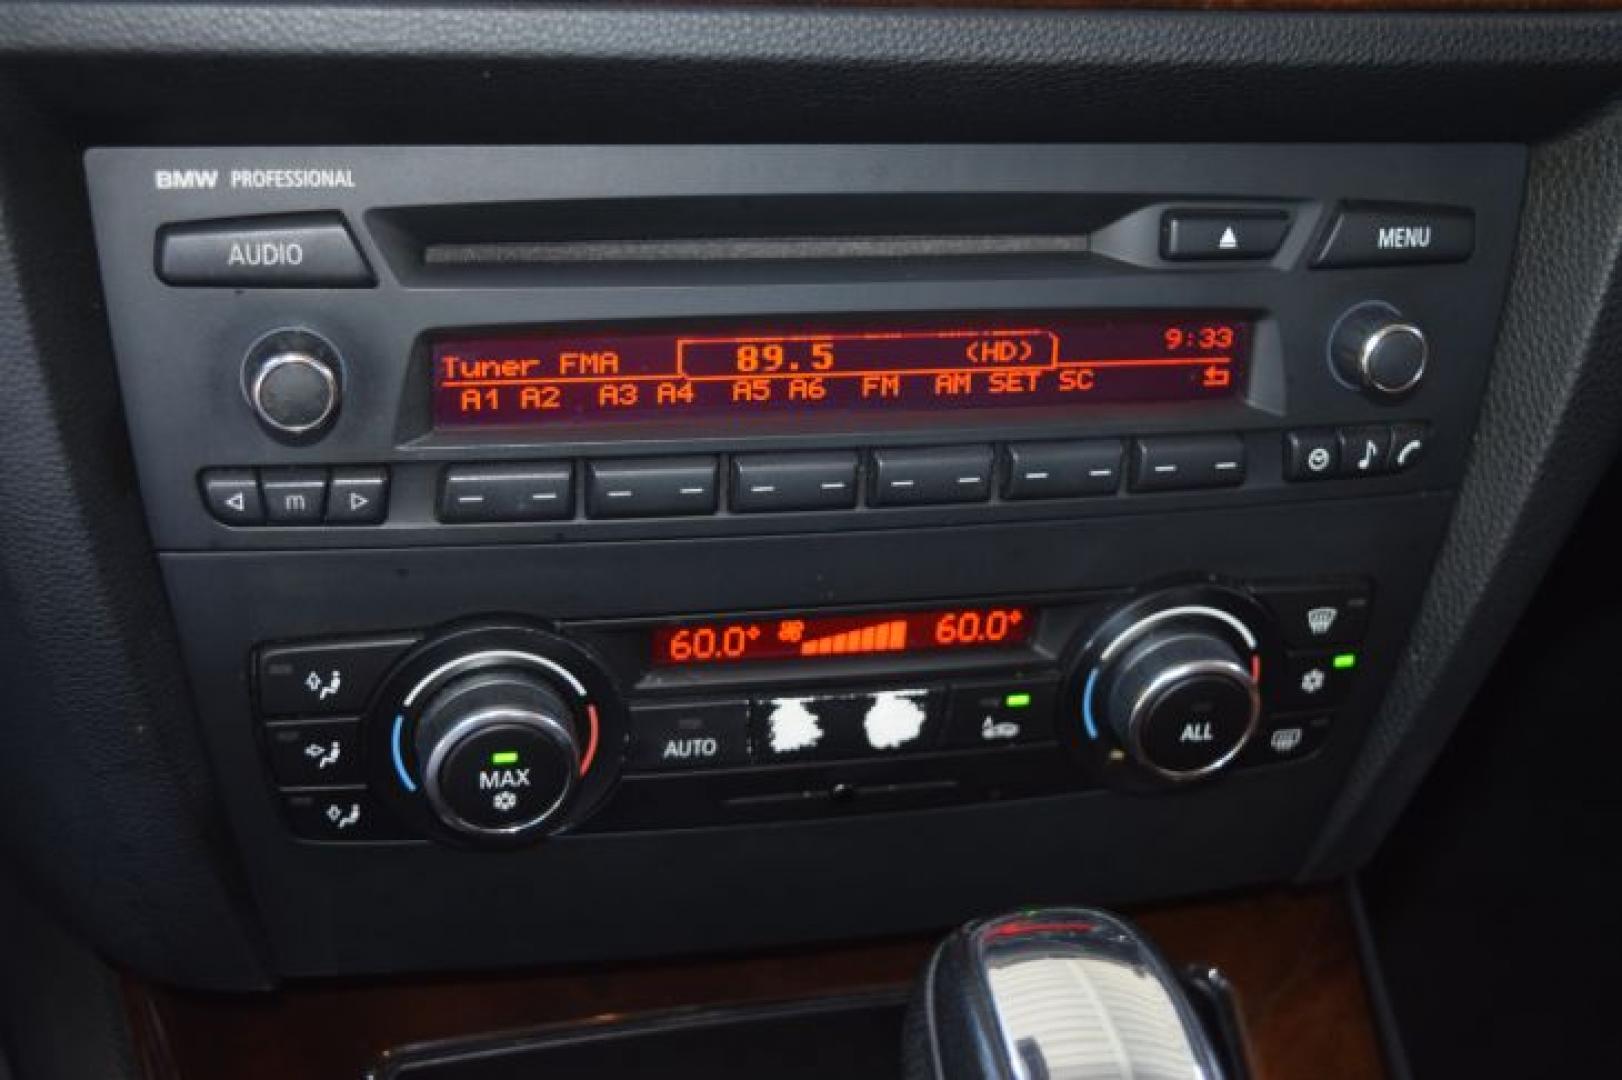 BMW PROFESSIONAL
AUDIO
MENU
Tuner FMA 89.5 (HD) 9:33
A1 A2 A3 A4 A5 A6 FM AM SET SC
m
60.0° 60.0°
AUTO
MAX
ALL